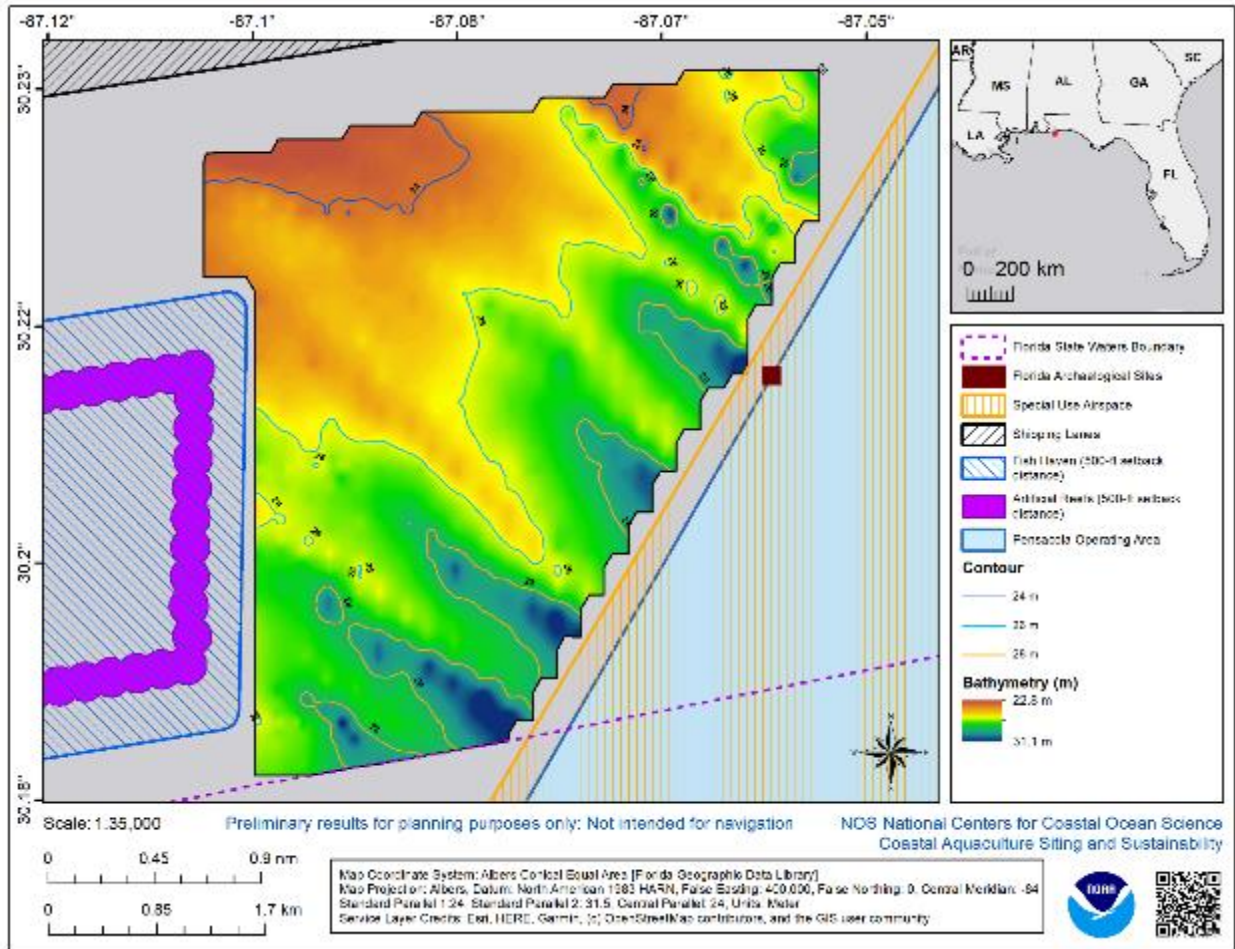 -87.12° -87.1° -87.08° -87.07° -87.05°
30.23°
30.22°
30.2°
30.18°
AR
MS AL GA SC
LA
FL
0 200 km
Florida State Waters Boundary
Florida Archaelogical Sites
Special Use Airspace
Shipping Lanes
Fish Haven (500-ft setback
distance)
Artificial Reefs (500-ft setback
distance)
Pensacola Operating Area
Contour
24 m
26 m
28 m
Bathymetry (m)
22.8 m
31.1 m
Scale: 1:35,000
Preliminary results for planning purposes only: Not intended for navigation
NOS National Centers for Coastal Ocean Science
Coastal Aquaculture Siting and Sustainability
0 0.45 0.9 nm
0 0.85 1.7 km
Map Coordinate System: Albers Conical Equal Area [Florida Geographic Data Library]
Map Projection: Albers, Datum: North American 1983 HARN, False Easting: 400,000, False Northing: 0, Central Meridian: -84
Standard Parallel 1:24, Standard Parallel 2: 31.5, Central Parallel: 24, Units: Meter
Service Layer Credits: Esri, HERE, Garmin, (c) OpenStreetMap contributors, and the GIS user community
NOAA